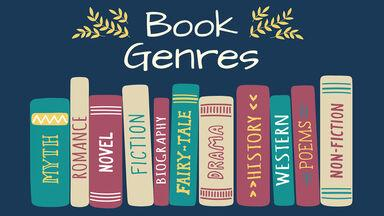 Book
Genres
MYTH
ROMANCE
NOVEL
FICTION
BIOGRAPHY
FAIRY-TALE
DRAMA
HISTORY
WESTERN
POEMS
NON-FICTION